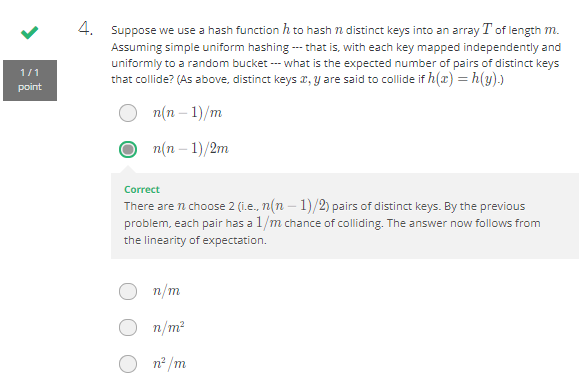 4. Suppose we use a hash function h to hash n distinct keys into an array T of length m.
Assuming simple uniform hashing --- that is, with each key mapped independently and
uniformly to a random bucket --- what is the expected number of pairs of distinct keys
that collide? (As above, distinct keys x, y are said to collide if h(x) = h(y).)
1 / 1
point
n(n − 1)/m
n(n − 1)/2m
Correct
There are n choose 2 (i.e., n(n − 1)/2) pairs of distinct keys. By the previous
problem, each pair has a 1/m chance of colliding. The answer now follows from
the linearity of expectation.
n/m
n/m²
n²/m